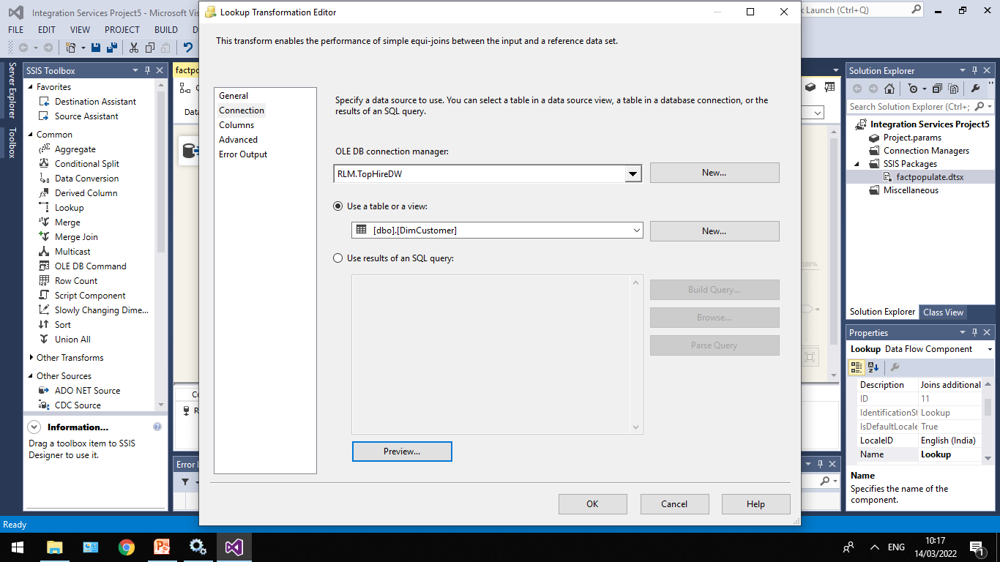 Integration Services Project5 - Microsoft Vis
Lookup Transformation Editor
k Launch (Ctrl+Q)
FILE
EDIT
VIEW
PROJECT
BUILD
D
This transform enables the performance of simple equi-joins between the input and a reference data set.
Server Explorer
Toolbox
SSIS Toolbox
Favorites
Destination Assistant
Source Assistant
Common
Aggregate
Conditional Split
Data Conversion
Derived Column
Lookup
Merge
Merge Join
Multicast
OLE DB Command
Row Count
Script Component
Slowly Changing Dime...
Sort
Union All
Other Transforms
Other Sources
ADO NET Source
CDC Source
Information...
Drag a toolbox item to SSIS
Designer to use it.
factpo
Dat
Error L
General
Connection
Columns
Advanced
Error Output
Specify a data source to use. You can select a table in a data source view, a table in a database connection, or the
results of an SQL query.
OLE DB connection manager:
RLM.TopHireDW
New...
Use a table or a view:
[dbo].[DimCustomer]
New...
Use results of an SQL query:
Build Query...
Browse...
Parse Query
Preview...
OK
Cancel
Help
100%
Solution Explorer
Search Solution Explorer (Ctrl+;
Integration Services Project5
Project.params
Connection Managers
SSIS Packages
factpopulate.dtsx
Miscellaneous
Solution Explorer
Class View
Properties
Lookup Data Flow Component
Description
Joins additional
ID
11
IdentificationSt
Lookup
IsDefaultLocale
True
LocaleID
English (India)
Name
Lookup
Name
Specifies the name of the
component.
Ready
ENG
10:17
14/03/2022
1